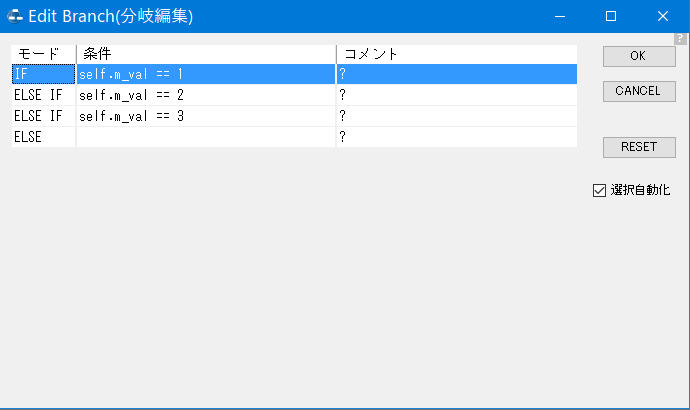 Edit Branch(分岐編集)
?
モード 条件 コメント
OK
IF self.m_val == 1 ?
ELSE IF self.m_val == 2 ?
CANCEL
ELSE IF self.m_val == 3 ?
ELSE ?
RESET
選択自動化